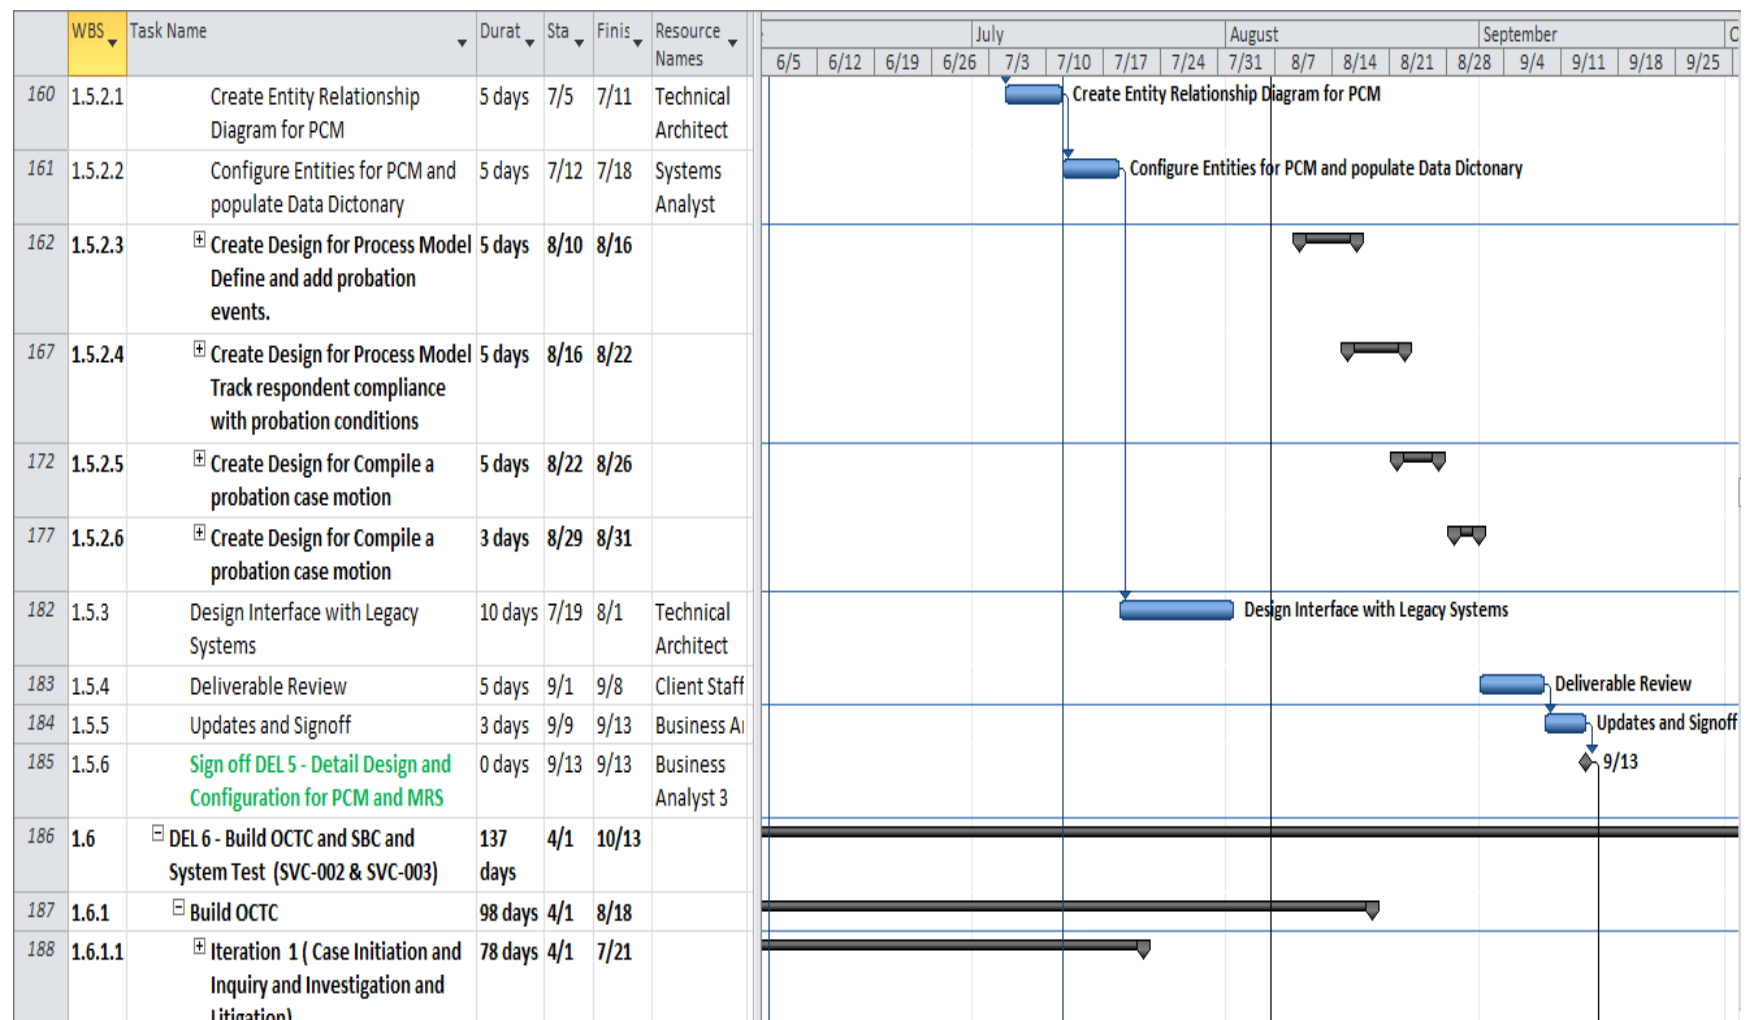 WBS Task Name Durat Sta Finis Resource
Names
July August September
6/5 6/12 6/19 6/26 7/3 7/10 7/17 7/24 7/31 8/7 8/14 8/21 8/28 9/4 9/11 9/18 9/25
160 1.5.2.1 Create Entity Relationship 5 days 7/5 7/11 Technical Create Entity Relationship Diagram for PCM
Diagram for PCM Architect
161 1.5.2.2 Configure Entities for PCM and 5 days 7/12 7/18 Systems Configure Entities for PCM and populate Data Dictonary
populate Data Dictonary Analyst
162 1.5.2.3 Create Design for Process Model 5 days 8/10 8/16
Define and add probation
events.
167 1.5.2.4 Create Design for Process Model 5 days 8/16 8/22
Track respondent compliance
with probation conditions
172 1.5.2.5 Create Design for Compile a 5 days 8/22 8/26
probation case motion
177 1.5.2.6 Create Design for Compile a 3 days 8/29 8/31
probation case motion
182 1.5.3 Design Interface with Legacy 10 days 7/19 8/1 Technical Design Interface with Legacy Systems
Systems Architect
183 1.5.4 Deliverable Review 5 days 9/1 9/8 Client Staff Deliverable Review
184 1.5.5 Updates and Signoff 3 days 9/9 9/13 Business Updates and Signoff
185 1.5.6 Sign off DEL 5 - Detail Design and 0 days 9/13 9/13 Business 9/13
Configuration for PCM and MRS Analyst 3
186 1.6 DEL 6 - Build OCTC and SBC and 137 4/1 10/13
System Test (SVC-002 & SVC-003) days
187 1.6.1 Build OCTC 98 days 4/1 8/18
188 1.6.1.1 Iteration 1 ( Case Initiation and 78 days 4/1 7/21
Inquiry and Investigation and
Litigation)